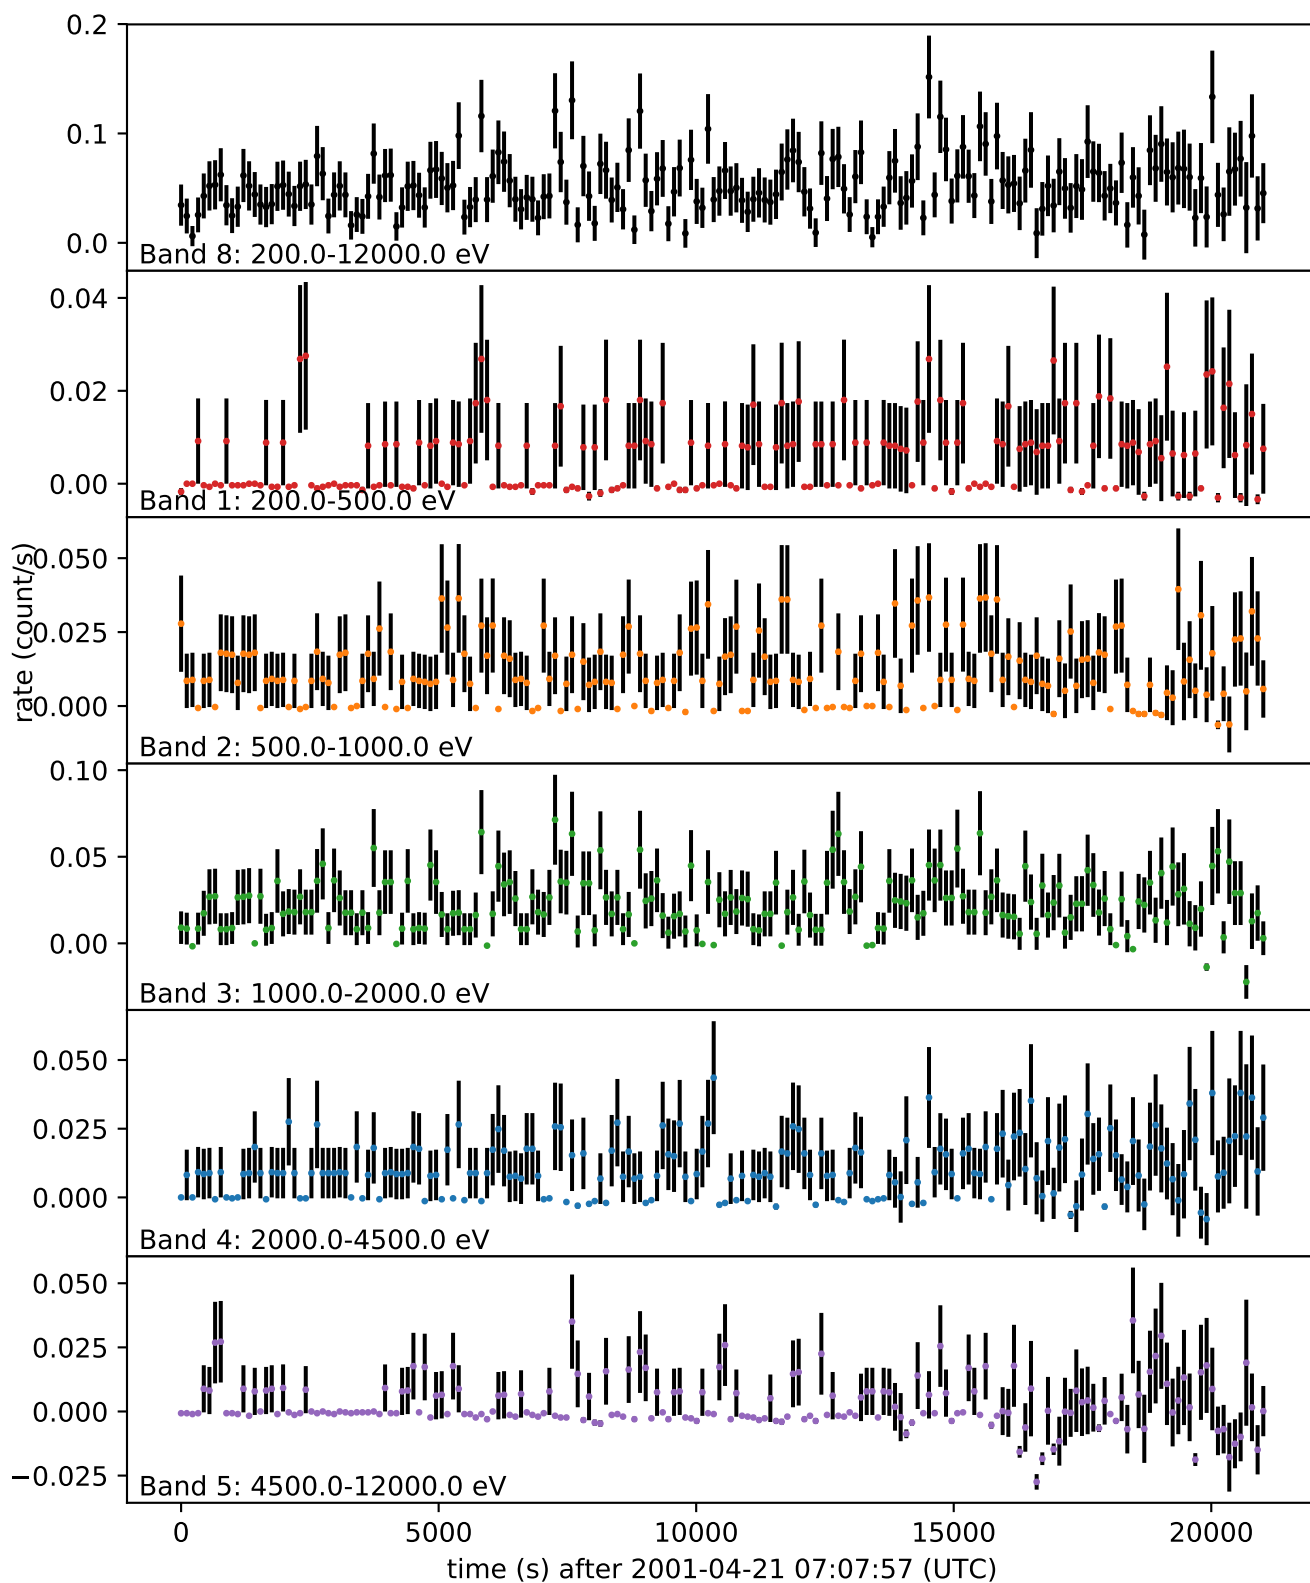 0.2
0.1
0.0
Band 8: 200.0-12000.0 eV
0.04
0.02
0.00
Band 1: 200.0-500.0 eV
rate (count/s)
0.050
0.025
0.000
Band 2: 500.0-1000.0 eV
0.10
0.05
0.00
Band 3: 1000.0-2000.0 eV
0.050
0.025
0.000
Band 4: 2000.0-4500.0 eV
0.050
0.025
0.000
−0.025
Band 5: 4500.0-12000.0 eV
0 5000 10000 15000 20000
time (s) after 2001-04-21 07:07:57 (UTC)